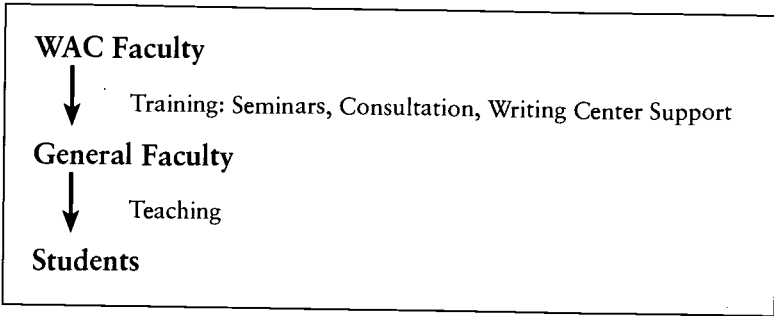 WAC Faculty
Training: Seminars, Consultation, Writing Center Support
General Faculty
Teaching
Students